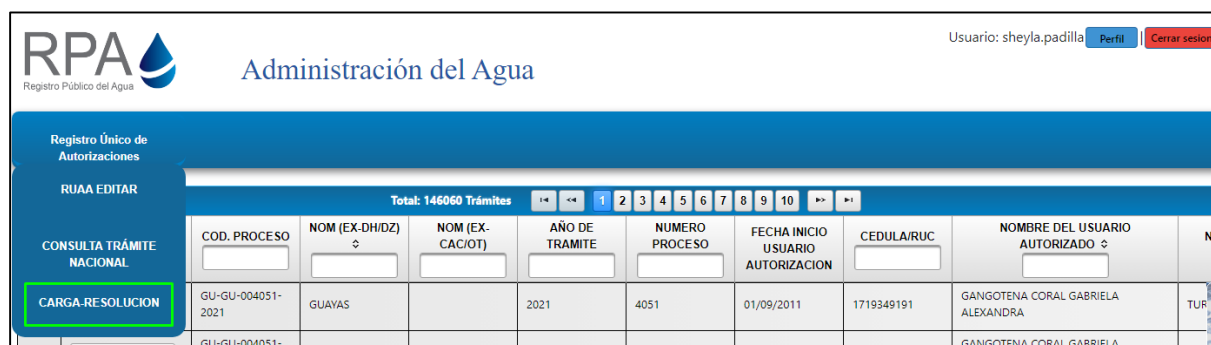 Usuario: sheyla.padilla Perfil | Cerrar sesion
RPA
Registro Público del Agua
Administración del Agua
Registro Único de
Autorizaciones
RUAA EDITAR
CONSULTA TRÁMITE
NACIONAL
CARGA-RESOLUCION
Total: 146060 Trámites 1 2 3 4 5 6 7 8 9 10
COD. PROCESO
NOM (EX-DH/DZ)
NOM (EX-
CAC/OT)
AÑO DE
TRAMITE
NUMERO
PROCESO
FECHA INICIO
USUARIO
AUTORIZACION
CEDULA/RUC
NOMBRE DEL USUARIO
AUTORIZADO
N
GU-GU-004051-
2021
GUAYAS
2021
4051
01/09/2011
1719349191
GANGOTENA CORAL GABRIELA
ALEXANDRA
TUR
GU-GU-004051-
GANGOTENA CORAL GABRIELA